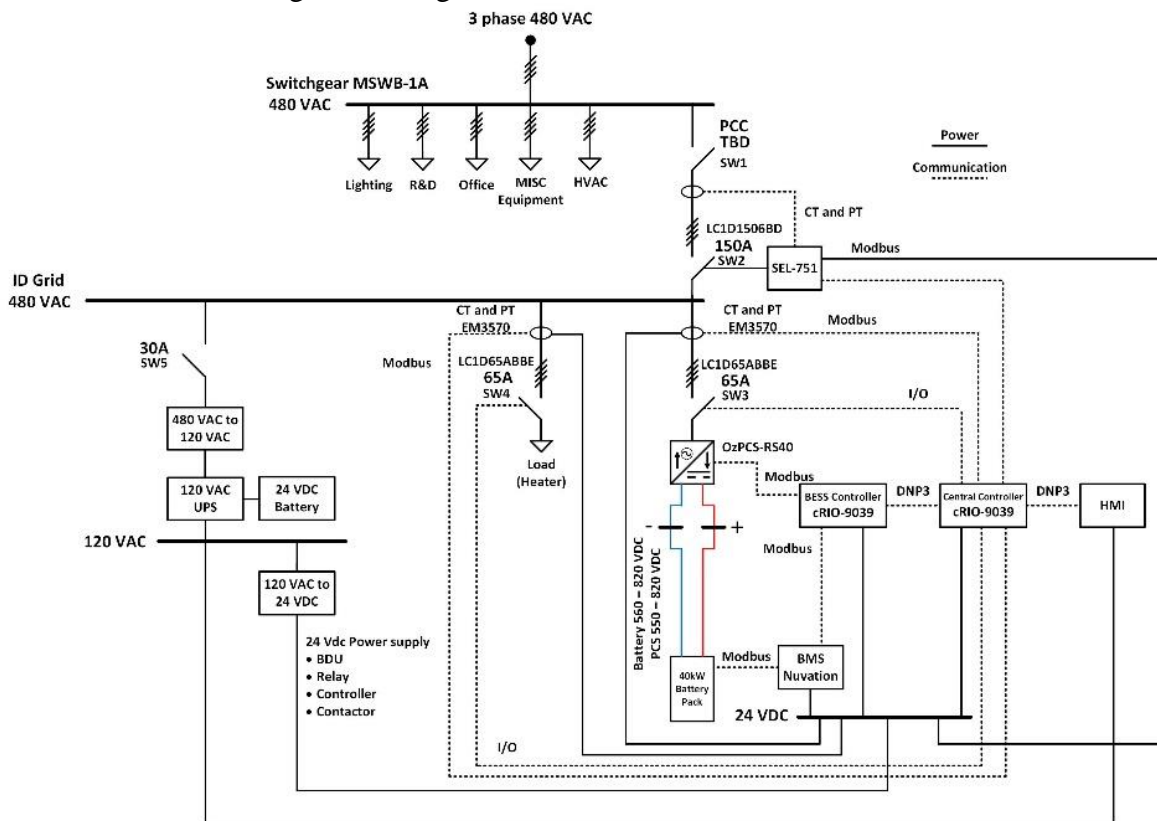 3 phase 480 VAC
Switchgear MSWB-1A
480 VAC
PCC
TBD
SW1
Power
Communication
Lighting
R&D
Office
MISC
Equipment
HVAC
CT and PT
LC1D1506BD
150A
SW2
SEL-751
Modbus
ID Grid
480 VAC
CT and PT
EM3570
CT and PT
EM3570
Modbus
30A
SW5
Modbus
LC1D65ABBE
65A
SW4
LC1D65ABBE
65A
SW3
I/O
480 VAC to
120 VAC
Load
(Heater)
OzPCS-RS40
Modbus
120 VAC
UPS
24 VDC
Battery
BESS Controller
cRIO-9039
DNP3
Central Controller
cRIO-9039
DNP3
HMI
-
+
120 VAC
Modbus
120 VAC to
24 VDC
Battery 560 – 820 VDC
PCS 550 – 820 VDC
24 Vdc Power supply
• BDU
• Relay
• Controller
• Contactor
40kW
Battery
Pack
Modbus
BMS
Nuvation
24 VDC
I/O